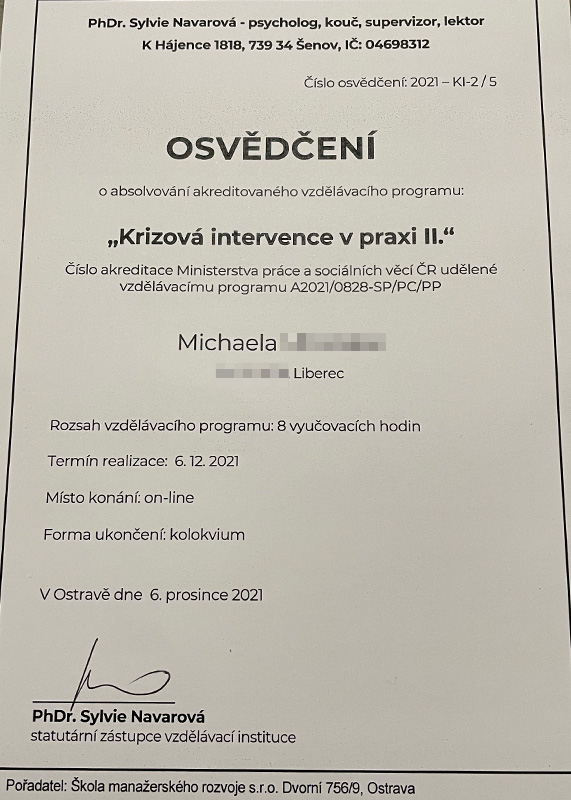 PhDr. Sylvie Navarová - psycholog, kouč, supervizor, lektor
K Hájence 1818, 739 34 Šenov, IČ: 04698312
Číslo osvědčení: 2021 – KI-2 / 5
OSVĚDČENÍ
o absolvování akreditovaného vzdělávacího programu:
„Krizová intervence v praxi II.“
Číslo akreditace Ministerstva práce a sociálních věcí ČR udělené
vzdělávacímu programu A2021/0828-SP/PC/PP
Michaela
Liberec
Rozsah vzdělávacího programu: 8 vyučovacích hodin
Termín realizace: 6. 12. 2021
Místo konání: on-line
Forma ukončení: kolokvium
V Ostravě dne 6. prosince 2021
PhDr. Sylvie Navarová
statutární zástupce vzdělávací instituce
Pořadatel: Škola manažerského rozvoje s.r.o. Dvorní 756/9, Ostrava